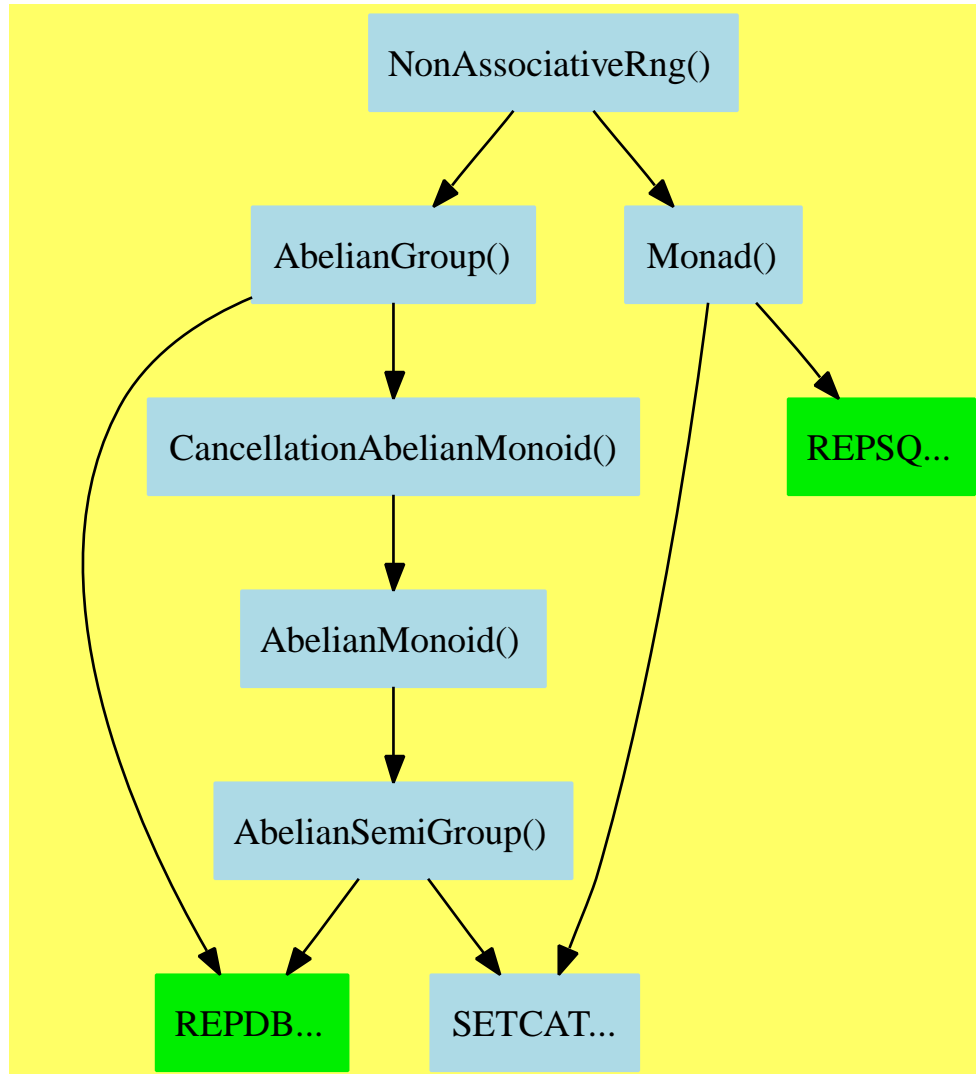 NonAssociativeRng()
AbelianGroup()
Monad()
CancellationAbelianMonoid()
REPSQ...
AbelianMonoid()
AbelianSemiGroup()
REPDB...
SETCAT...